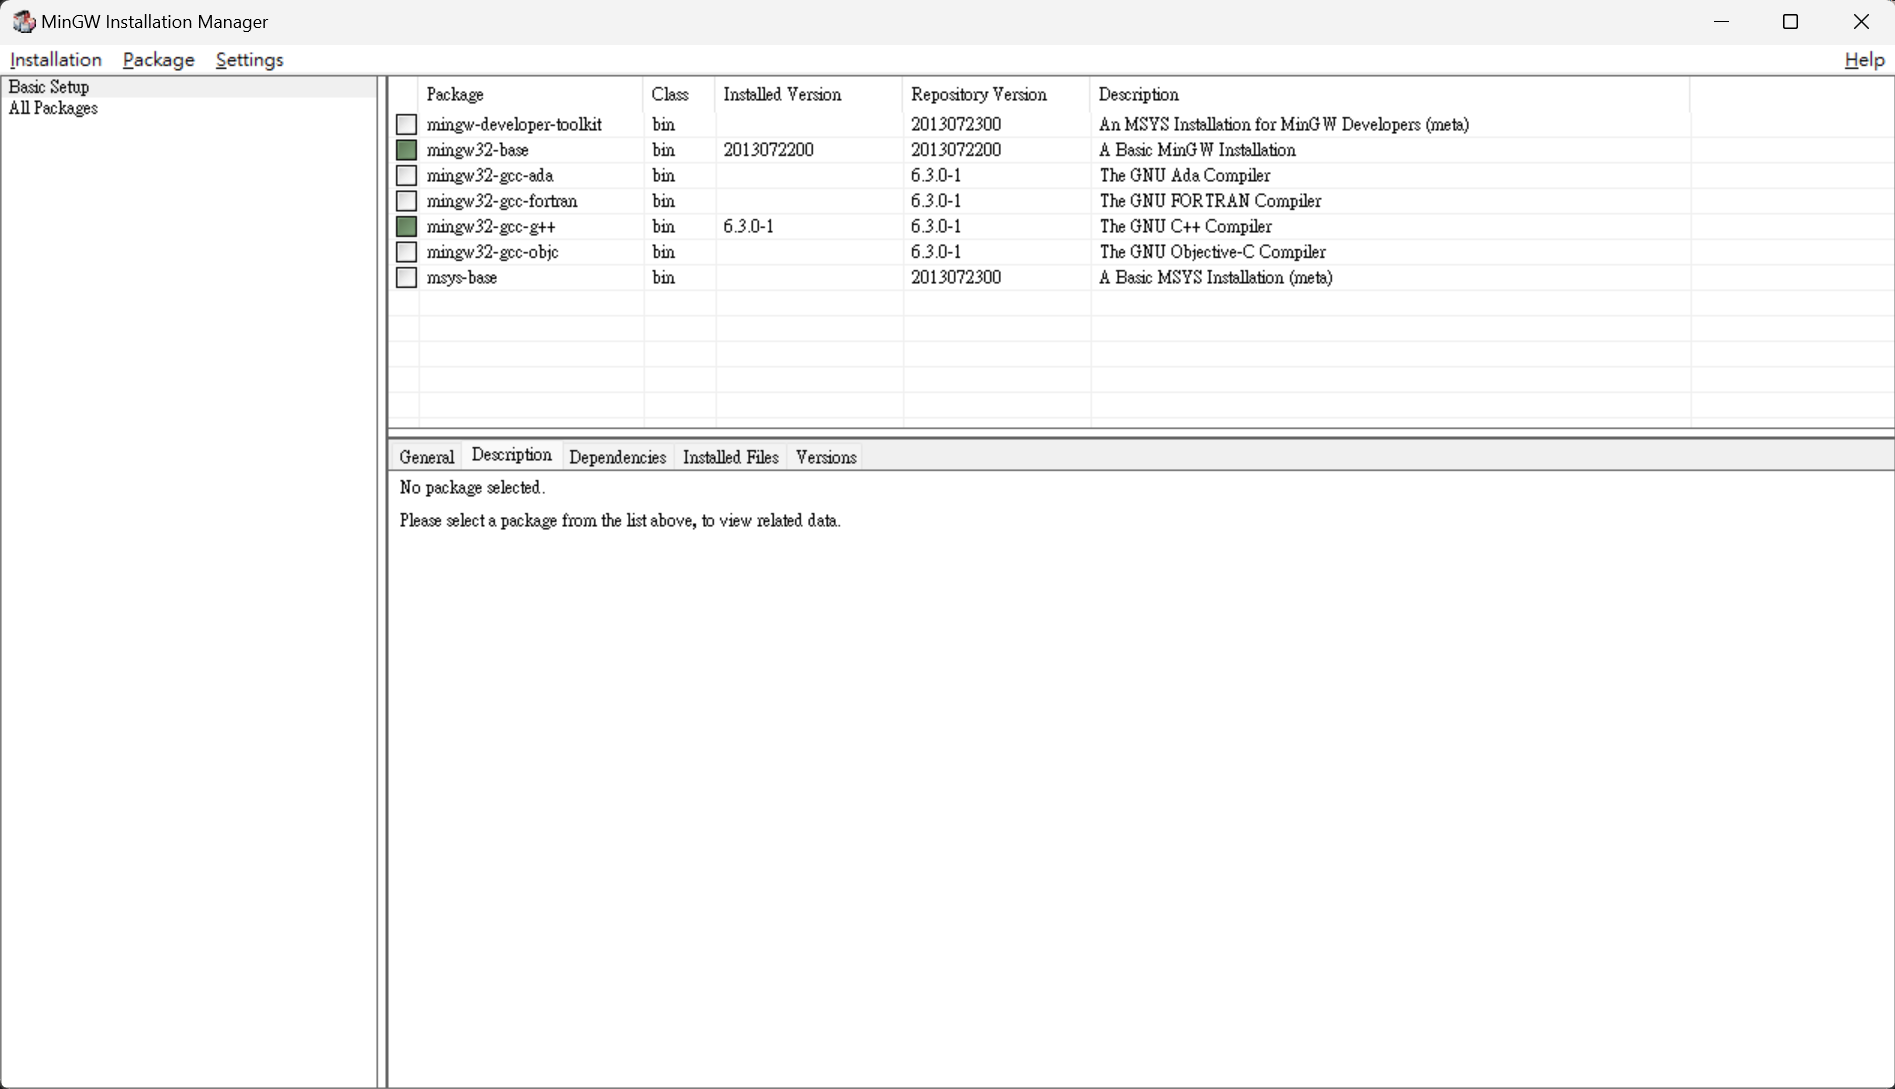 MinGW Installation Manager
Installation Package Settings Help
Basic Setup
All Packages
Package Class Installed Version Repository Version Description
mingw-developer-toolkit bin 2013072300 An MSYS Installation for MinGW Developers (meta)
mingw32-base bin 2013072200 2013072200 A Basic MinGW Installation
mingw32-gcc-ada bin 6.3.0-1 The GNU Ada Compiler
mingw32-gcc-fortran bin 6.3.0-1 The GNU FORTRAN Compiler
mingw32-gcc-g++ bin 6.3.0-1 6.3.0-1 The GNU C++ Compiler
mingw32-gcc-objc bin 6.3.0-1 The GNU Objective-C Compiler
msys-base bin 2013072300 A Basic MSYS Installation (meta)
General Description Dependencies Installed Files Versions
No package selected.
Please select a package from the list above, to view related data.